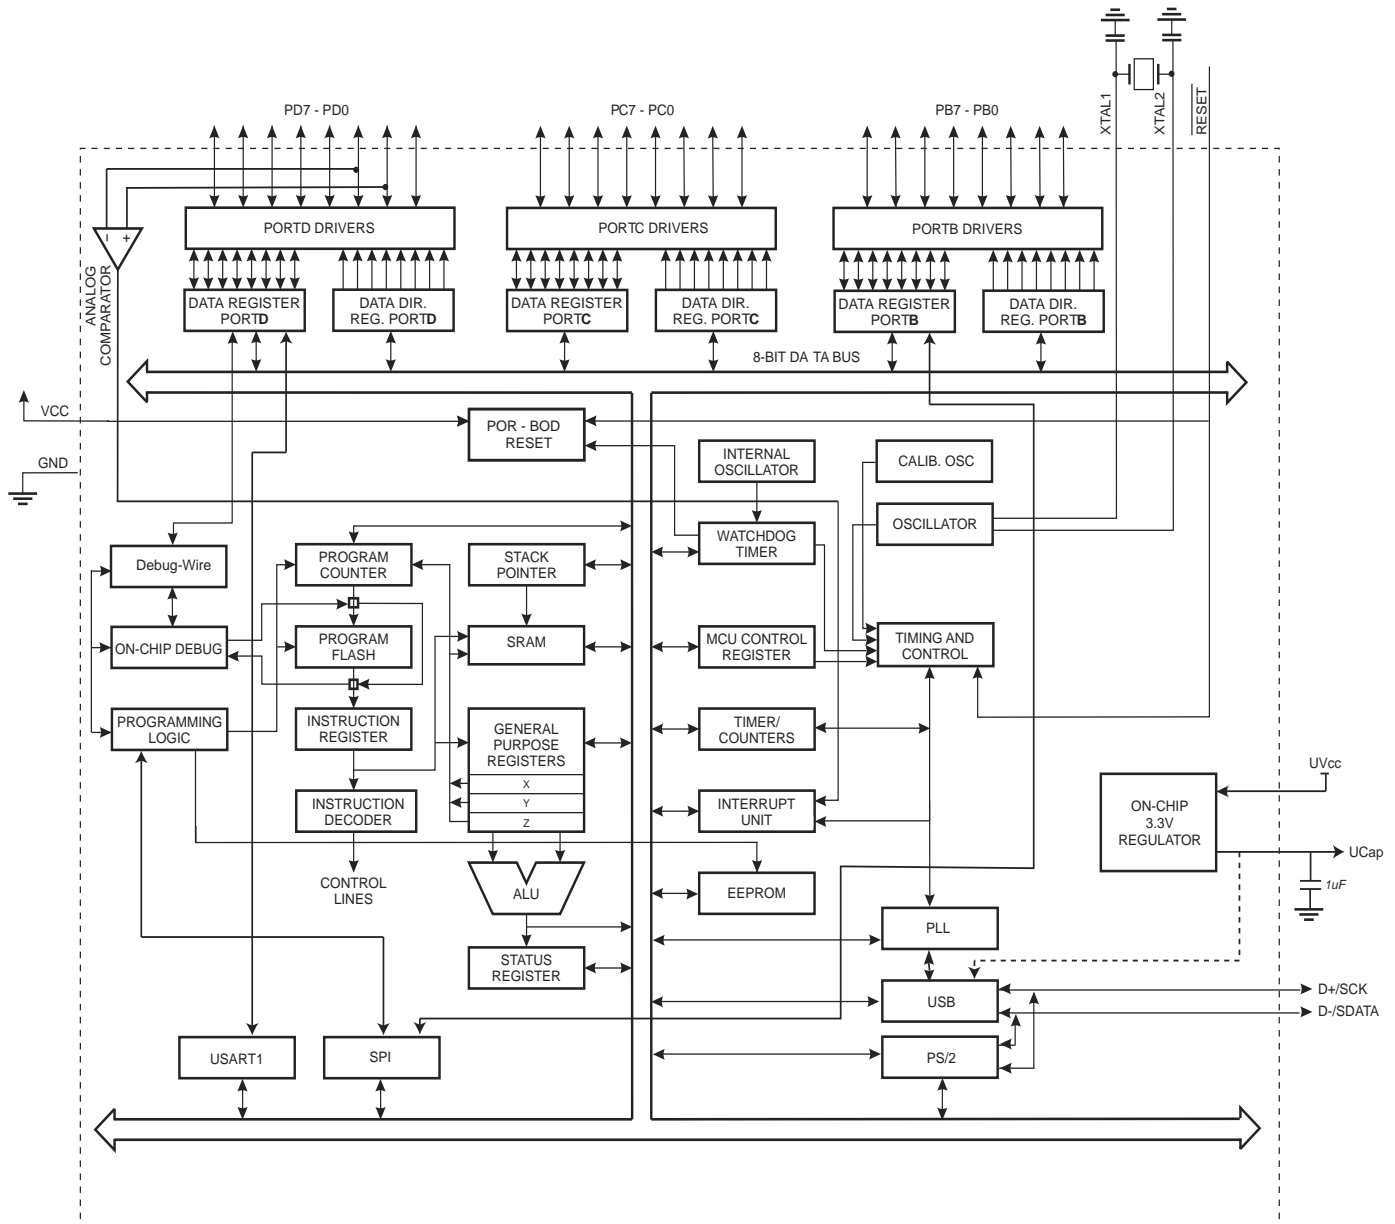 PD7 - PD0
PC7 - PC0
PB7 - PB0
XTAL1
XTAL2
RESET
PORTD DRIVERS
PORTC DRIVERS
PORTB DRIVERS
- +
ANALOG
COMPARATOR
DATA REGISTER
PORTD
DATA DIR.
REG. PORTD
DATA REGISTER
PORTC
DATA DIR.
REG. PORTC
DATA REGISTER
PORTB
DATA DIR.
REG. PORTB
8-BIT DA TA BUS
VCC
GND
POR - BOD
RESET
INTERNAL
OSCILLATOR
CALIB. OSC
OSCILLATOR
WATCHDOG
TIMER
Debug-Wire
PROGRAM
COUNTER
STACK
POINTER
ON-CHIP DEBUG
PROGRAM
FLASH
SRAM
MCU CONTROL
REGISTER
TIMING AND
CONTROL
PROGRAMMING
LOGIC
INSTRUCTION
REGISTER
GENERAL
PURPOSE
REGISTERS
X
Y
Z
TIMER/
COUNTERS
INSTRUCTION
DECODER
INTERRUPT
UNIT
ON-CHIP
3.3V
REGULATOR
UVcc
UCap
1uF
CONTROL
LINES
ALU
EEPROM
STATUS
REGISTER
PLL
USB
D+/SCK
D-/SDATA
USART1
SPI
PS/2